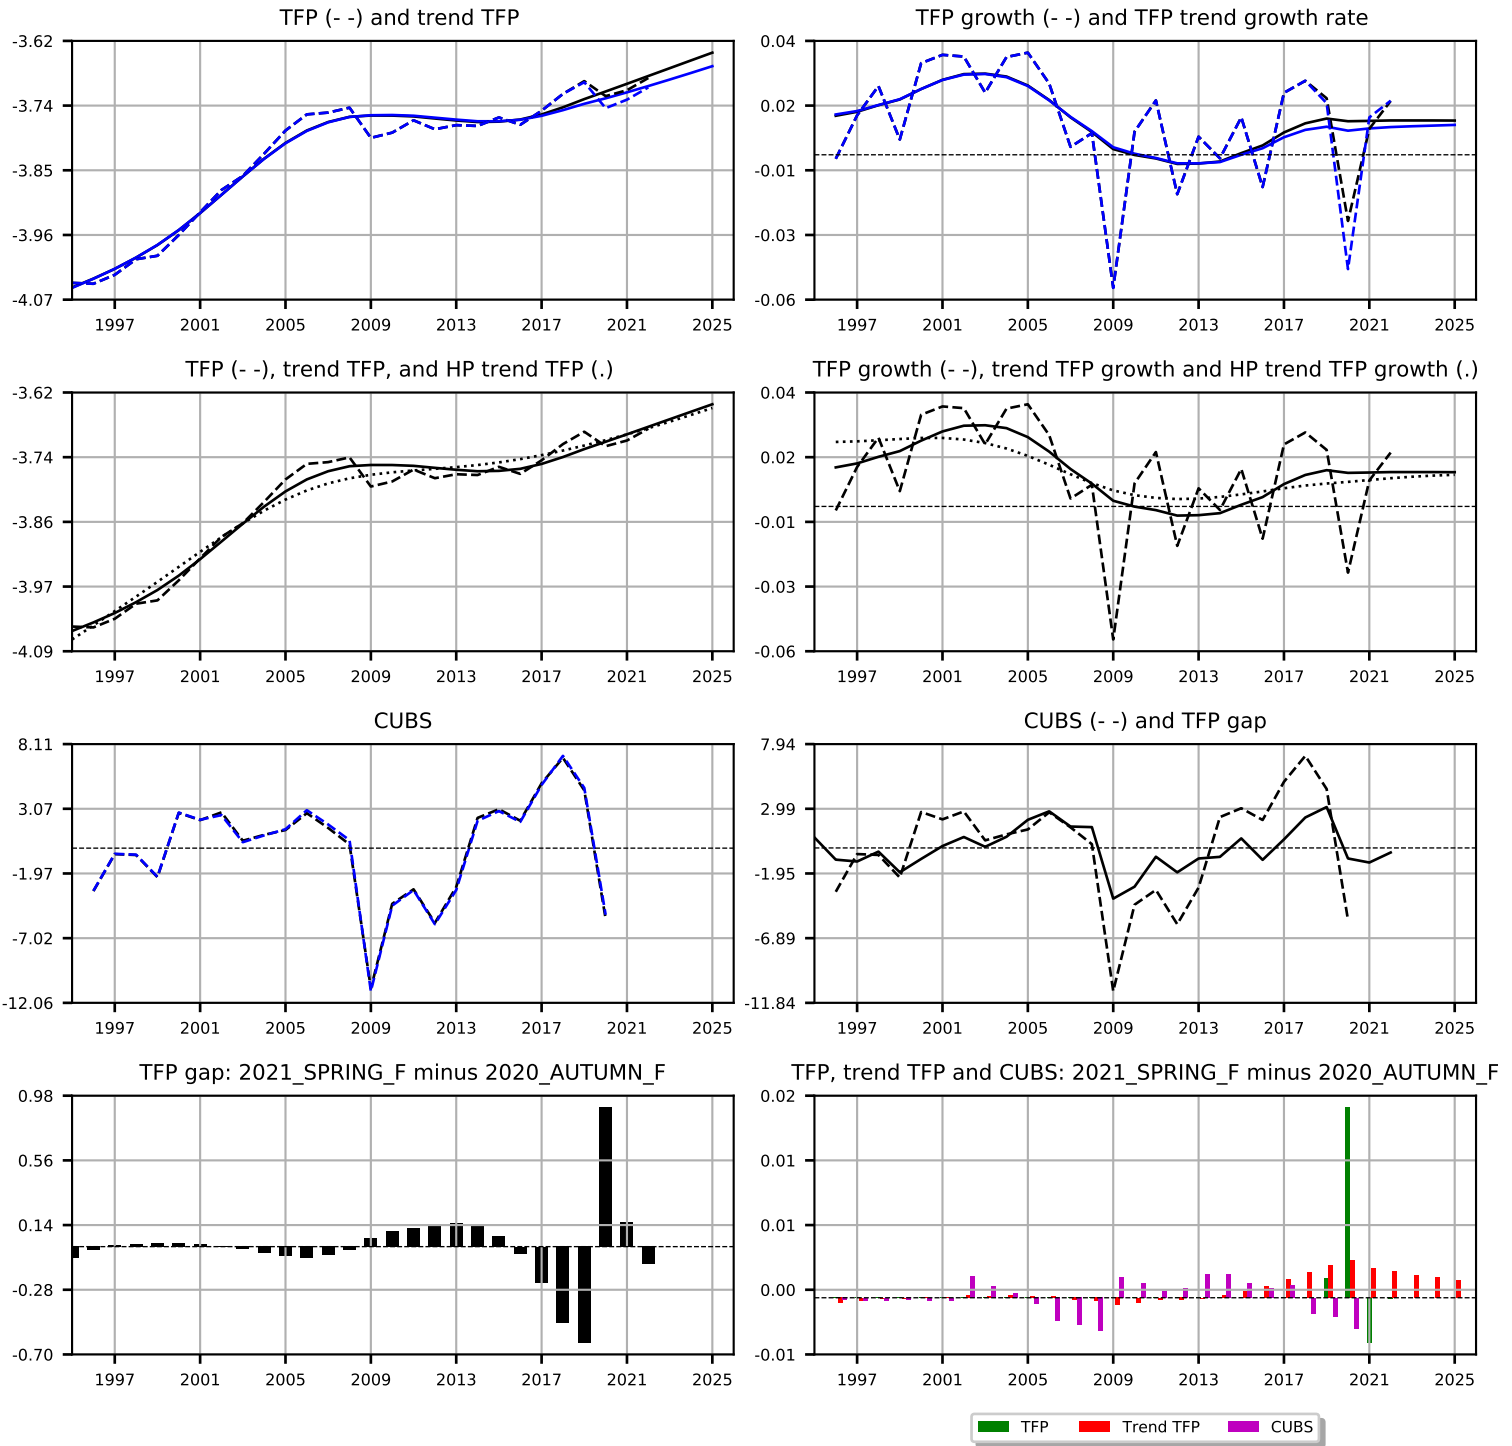 TFP (- -) and trend TFP
-3.62
-3.74
-3.85
-3.96
-4.07
1997 2001 2005 2009 2013 2017 2021 2025
TFP growth (- -) and TFP trend growth rate
0.04
0.02
-0.01
-0.03
-0.06
1997 2001 2005 2009 2013 2017 2021 2025
TFP (- -), trend TFP, and HP trend TFP (.)
-3.62
-3.74
-3.86
-3.97
-4.09
1997 2001 2005 2009 2013 2017 2021 2025
TFP growth (- -), trend TFP growth and HP trend TFP growth (.)
0.04
0.02
-0.01
-0.03
-0.06
1997 2001 2005 2009 2013 2017 2021 2025
CUBS
8.11
3.07
-1.97
-7.02
-12.06
1997 2001 2005 2009 2013 2017 2021 2025
CUBS (- -) and TFP gap
7.94
2.99
-1.95
-6.89
-11.84
1997 2001 2005 2009 2013 2017 2021 2025
TFP gap: 2021_SPRING_F minus 2020_AUTUMN_F
0.98
0.56
0.14
-0.28
-0.70
1997 2001 2005 2009 2013 2017 2021 2025
TFP, trend TFP and CUBS: 2021_SPRING_F minus 2020_AUTUMN_F
0.02
0.01
0.01
0.00
-0.01
1997 2001 2005 2009 2013 2017 2021 2025
TFP Trend TFP CUBS